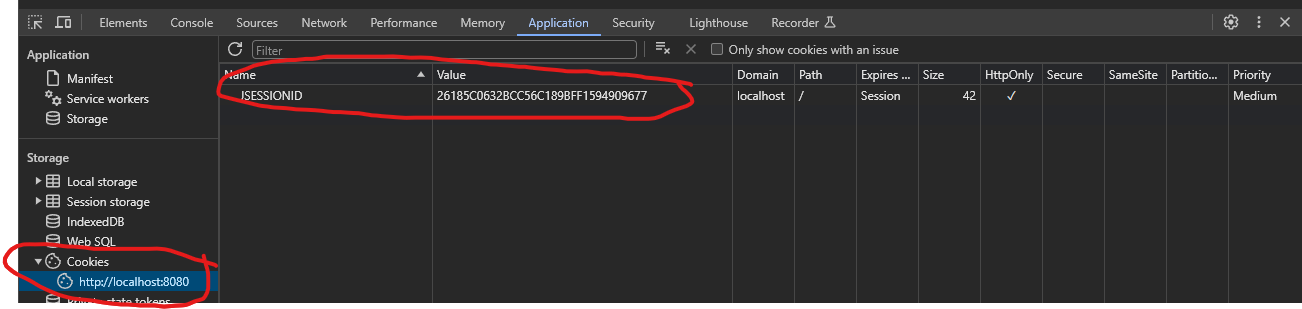 Elements Console Sources Network Performance Memory Application Security Lighthouse Recorder
Application
Manifest
Service workers
Storage
Storage
Local storage
Session storage
IndexedDB
Web SQL
Cookies
http://localhost:8080
Private state tokens
Filter Only show cookies with an issue
Name Value Domain Path Expires ... Size HttpOnly Secure SameSite Partitio... Priority
JSESSIONID 26185C0632BCC56C189BFF1594909677 localhost / Session 42 ✓ Medium